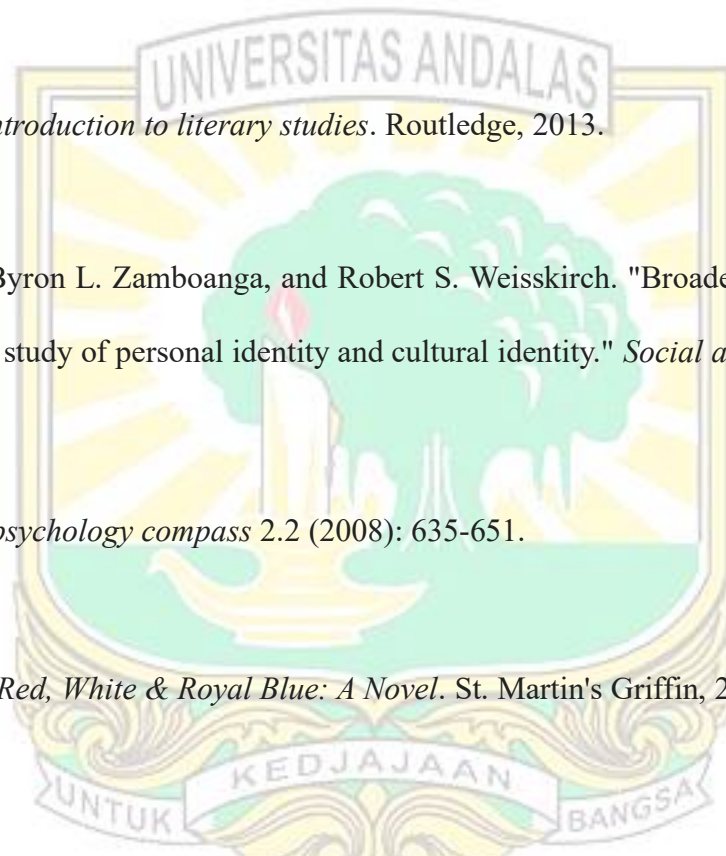 UNIVERSITAS ANDALAS
ntroduction to literary studies. Routledge, 2013.
Byron L. Zamboanga, and Robert S. Weisskirch. "Broade
study of personal identity and cultural identity." Social a
psychology compass 2.2 (2008): 635-651.
Red, White & Royal Blue: A Novel. St. Martin's Griffin, 2
UNTUK KEDJAJAAN BANGSA